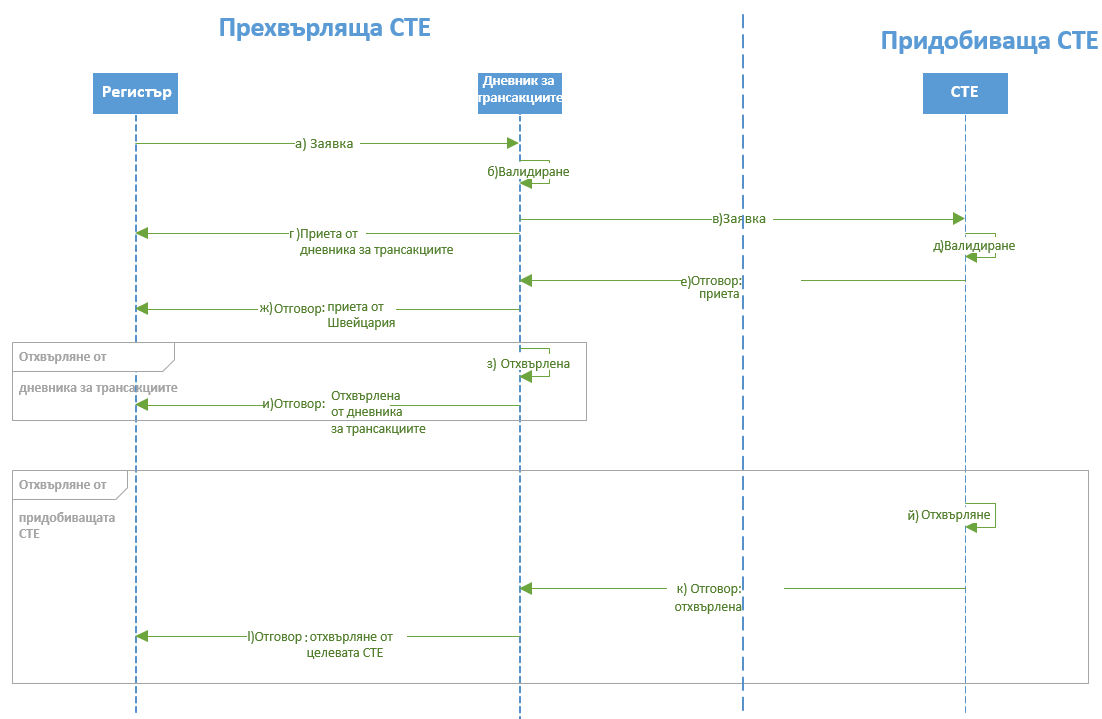 Прехвърляща СТЕ
Придобиваща СТЕ
Регистър
Дневник за
трансакциите
СТЕ
а) Заявка
б)Валидиране
в)Заявка
г)Приета от
дневника за трансакциите
д)Валидиране
е)Отговор:
приета
ж)Отговор: приета от
Швейцария
Отхвърляне от
дневника за трансакциите
з) Отхвърлена
и)Отговор: Отхвърлена
от дневника
за трансакциите
Отхвърляне от
придобиващата
СТЕ
й) Отхвърляне
к) Отговор:
отхвърлена
l)Отговор : отхвърляне от
целевата СТЕ